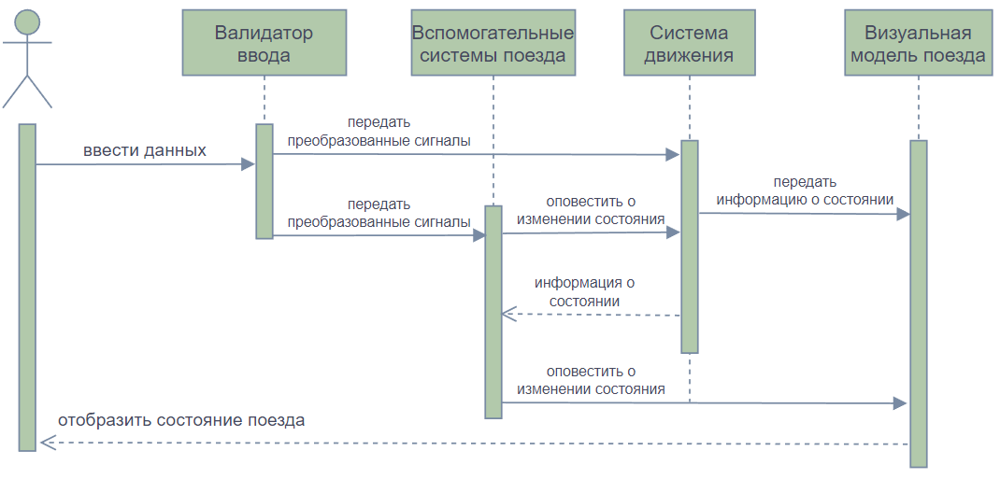 Валидатор
ввода
Вспомогательные
системы поезда
Система
движения
Визуальная
модель поезда
передать
преобразованные сигналы
ввести данных
передать
информацию о состоянии
передать
преобразованные сигналы
оповестить о
изменении состояния
информация о
состоянии
оповестить о
изменении состояния
отобразить состояние поезда